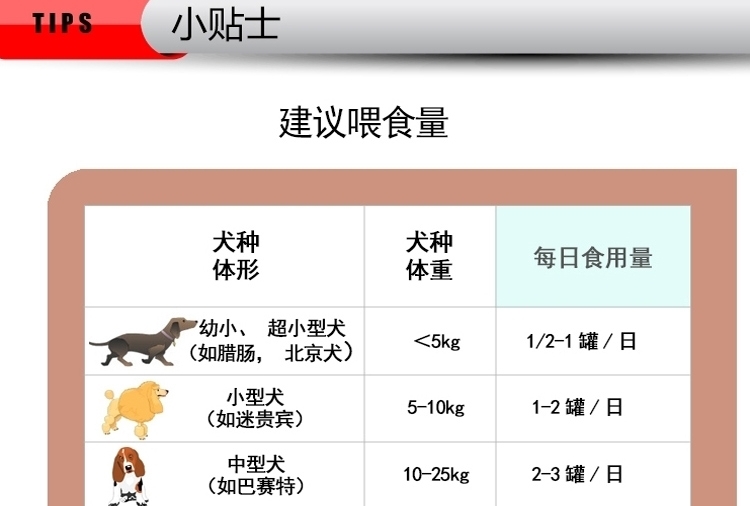 TIPS
小贴士
建议喂食量
犬种
体形
犬种
体重
每日食用量
幼小、 超小型犬
（如腊肠， 北京犬）
＜5kg
1/2-1 罐 / 日
小型犬
（如迷贵宾）
5-10kg
1-2 罐 / 日
中型犬
（如巴赛特）
10-25kg
2-3 罐 / 日